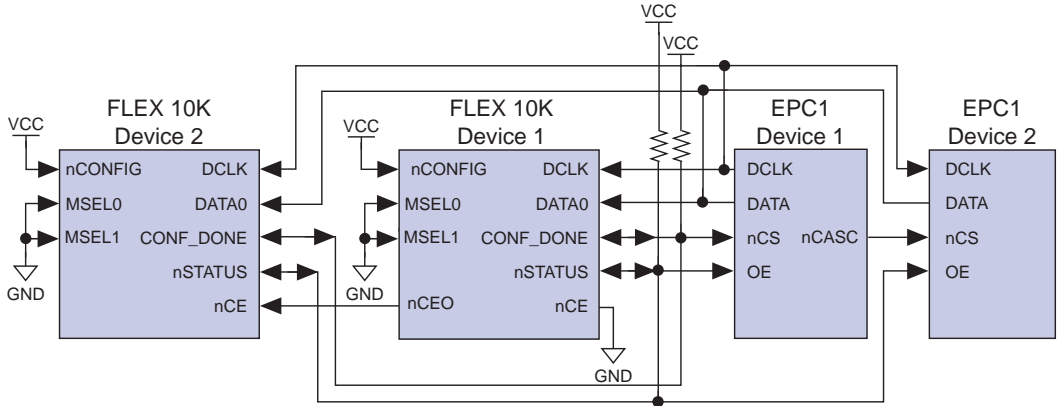 VCC
VCC
FLEX 10K
Device 2
FLEX 10K
Device 1
EPC1
Device 1
EPC1
Device 2
VCC
nCONFIG
MSEL0
MSEL1
DCLK
DATA0
CONF_DONE
nSTATUS
nCE
GND
VCC
nCONFIG
MSEL0
MSEL1
nCEO
DCLK
DATA0
CONF_DONE
nSTATUS
nCE
GND
GND
DCLK
DATA
nCS
OE
nCASC
DCLK
DATA
nCS
OE